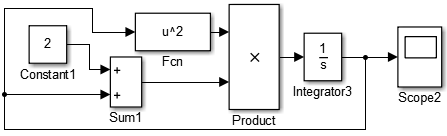 u^2
Fcn
2
Constant1
+
+
Sum1
×
Product
1
s
Integrator3
Scope2